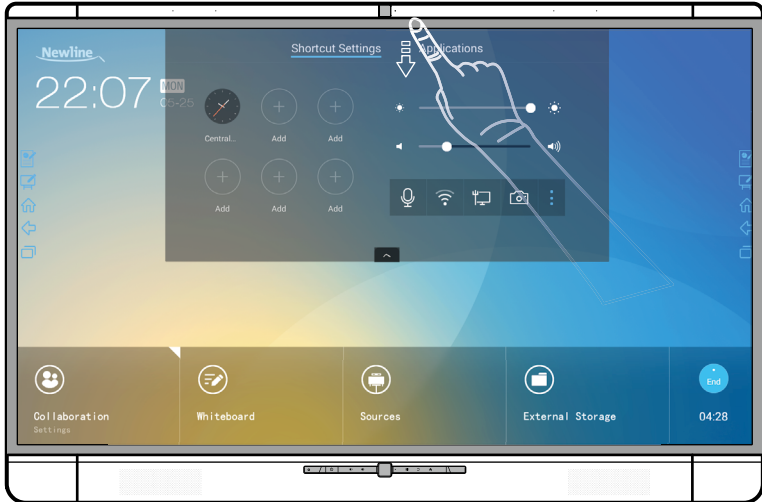 Newline
Shortcut Settings
Applications
22:07
MON
05-25
Central..
Add
Add
Add
Add
Add
Collaboration
Settings
Whiteboard
Sources
External Storage
End
04:28